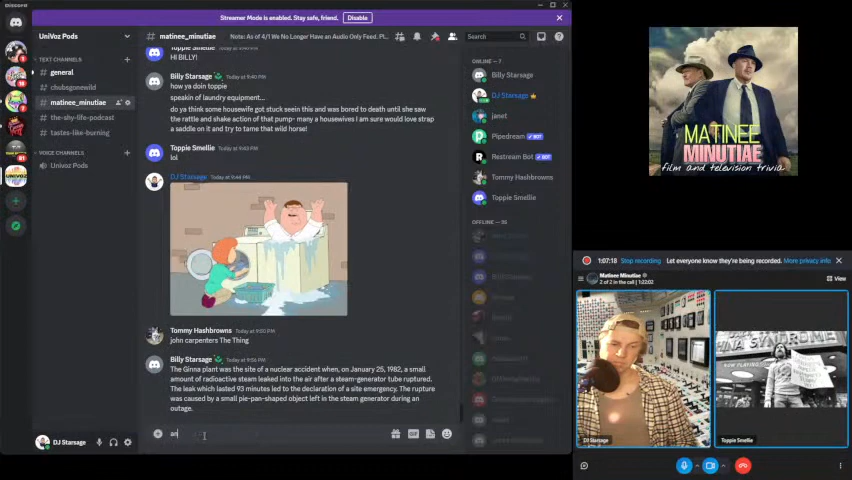 Discord
Streamer Mode is enabled. Stay safe, friend.
Disable
UniVoz Pods
TEXT CHANNELS
general
chubsgonewild
matinee_minutiae
the-shy-life-podcast
tastes-like-burning
VOICE CHANNELS
Univoz Pods
DJ Starsage
matinee_minutiae
Note: As of 4/1 We No Longer Have an Audio Only Feed. Pl...
Search
Toppie Smellie Today at 9:40 PM
HI BILLY!
Billy Starsage Today at 9:40 PM
how ya doin toppie
speakin of laundry equipment...
do ya think some housewife got stuck seein this and was bored to death until she saw
the rattle and shake action of that pump- many a housewifes I am sure would love strap
a saddle on it and try to tame that wild horse!
Toppie Smellie Today at 9:43 PM
lol
DJ Starsage Today at 9:44 PM
Tommy Hashbrowns Today at 9:50 PM
john carpenters The Thing
Billy Starsage Today at 9:56 PM
The Ginna plant was the site of a nuclear accident when, on January 25, 1982, a small
amount of radioactive steam leaked into the air after a steam-generator tube ruptured.
The leak which lasted 93 minutes led to the declaration of a site emergency. The rupture
was caused by a small pie-pan-shaped object left in the steam generator during an
outage.
an
GIF
ONLINE – 7
Billy Starsage
DJ Starsage
janet
Pipedream BOT
Restream Bot BOT
Tommy Hashbrowns
Toppie Smellie
OFFLINE – 35
MATINEE
MINUTIAE
film and television trivia
1:07:18
Stop recording
Let everyone know they're being recorded.
More privacy info
Matinee Minutiae
2 of 2 in the call | 1:22:02
View
DJ Starsage
HINA SYNDROME
NOW PLAYING
Toppie Smellie